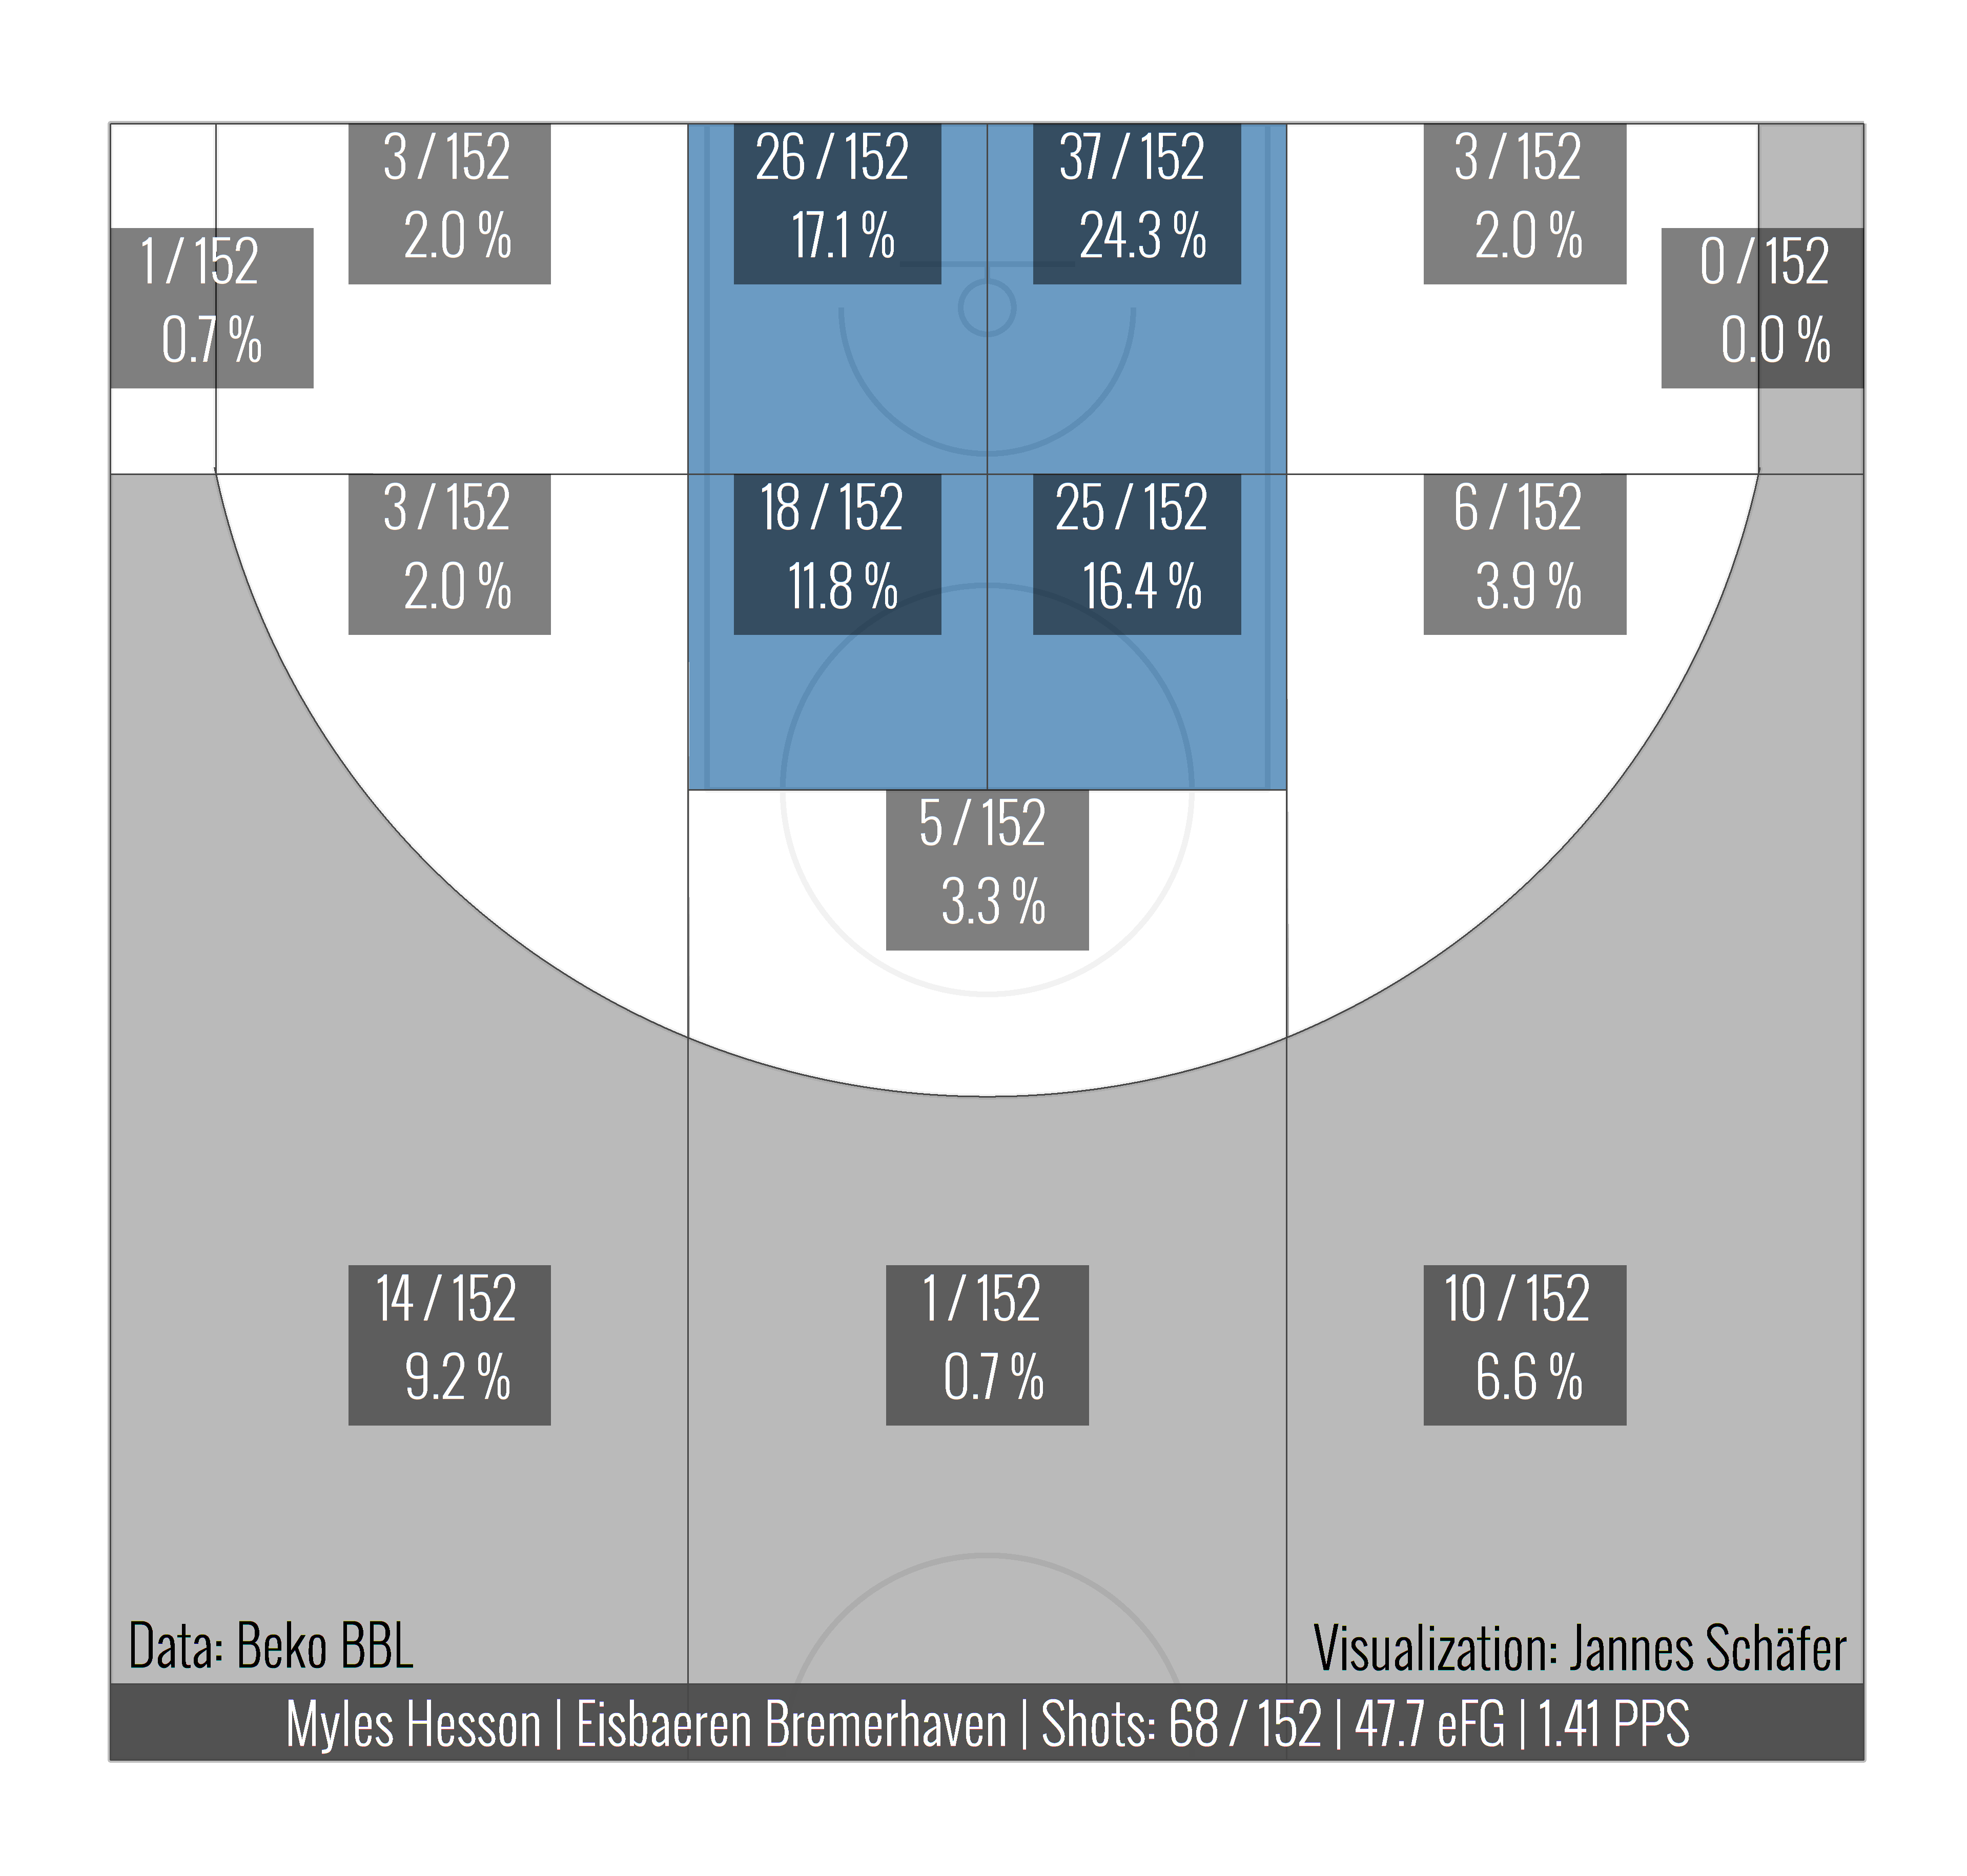 3 / 152
2.0 %
26 / 152
17.1 %
37 / 152
24.3 %
3 / 152
2.0 %
1 / 152
0.7 %
0 / 152
0.0 %
3 / 152
2.0 %
18 / 152
11.8 %
25 / 152
16.4 %
6 / 152
3.9 %
5 / 152
3.3 %
14 / 152
9.2 %
1 / 152
0.7 %
10 / 152
6.6 %
Data: Beko BBL
Visualization: Jannes Schäfer
Myles Hesson | Eisbaeren Bremerhaven | Shots: 68 / 152 | 47.7 eFG | 1.41 PPS